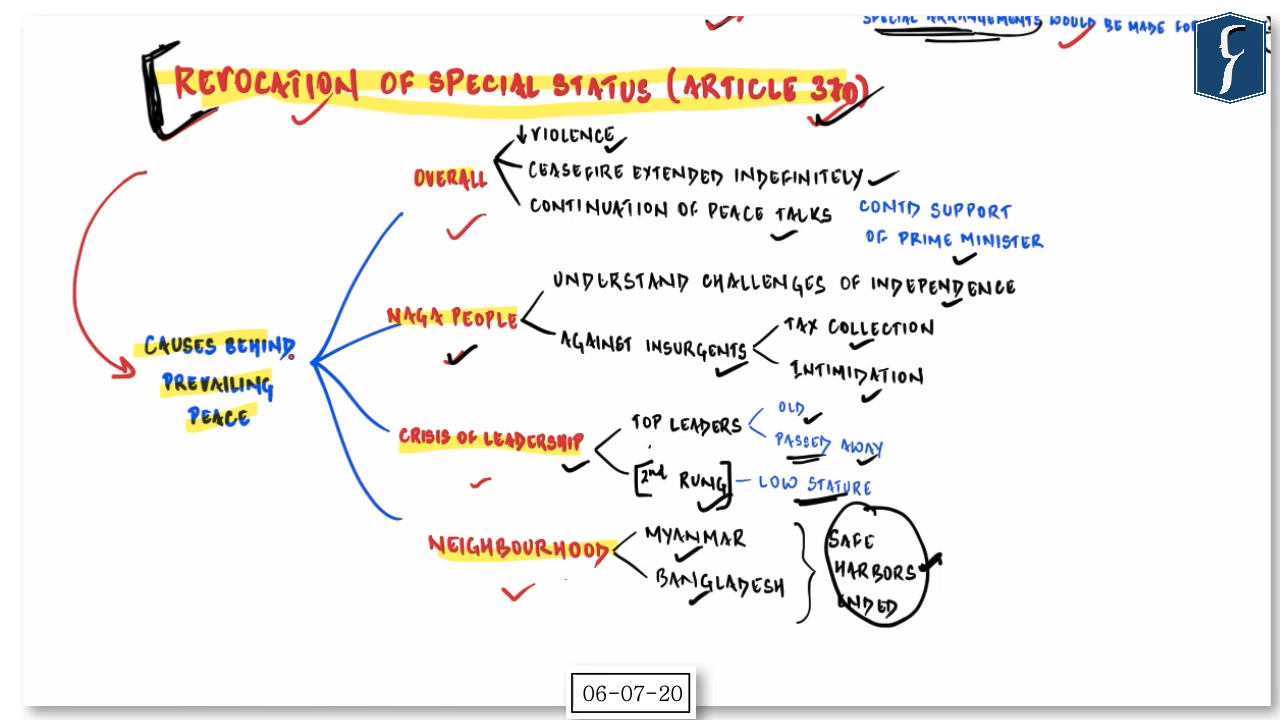 SPECIAL ARRANGEMENTS WOULD BE MADE FOR
REVOCATION OF SPECIAL STATUS (ARTICLE 370)
↓ VIOLENCE
OVERALL
CEASEFIRE EXTENDED INDEFINITELY
CONTINUATION OF PEACE TALKS
CONTD SUPPORT
OF PRIME MINISTER
UNDERSTAND CHALLENGES OF INDEPENDENCE
NAGA PEOPLE
AGAINST INSURGENTS
TAX COLLECTION
INTIMIDATION
CAUSES BEHIND
PREVAILING
PEACE
CRISIS OF LEADERSHIP
TOP LEADERS
OLD
PASSED AWAY
[2nd RUNG] — LOW STATURE
NEIGHBOURHOOD
MYANMAR
BANGLADESH
SAFE
HARBORS
ENDED
06-07-20